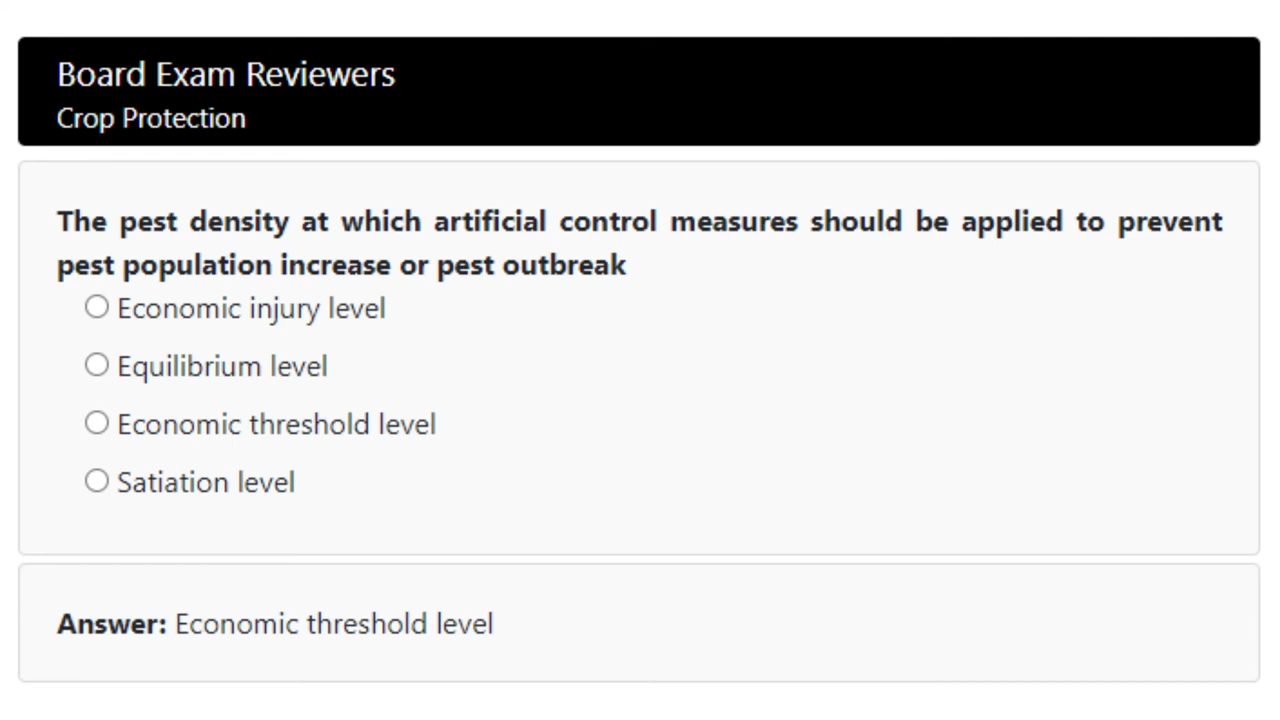 Board Exam Reviewers
Crop Protection
The pest density at which artificial control measures should be applied to prevent
pest population increase or pest outbreak
Economic injury level
Equilibrium level
Economic threshold level
Satiation level
Answer: Economic threshold level